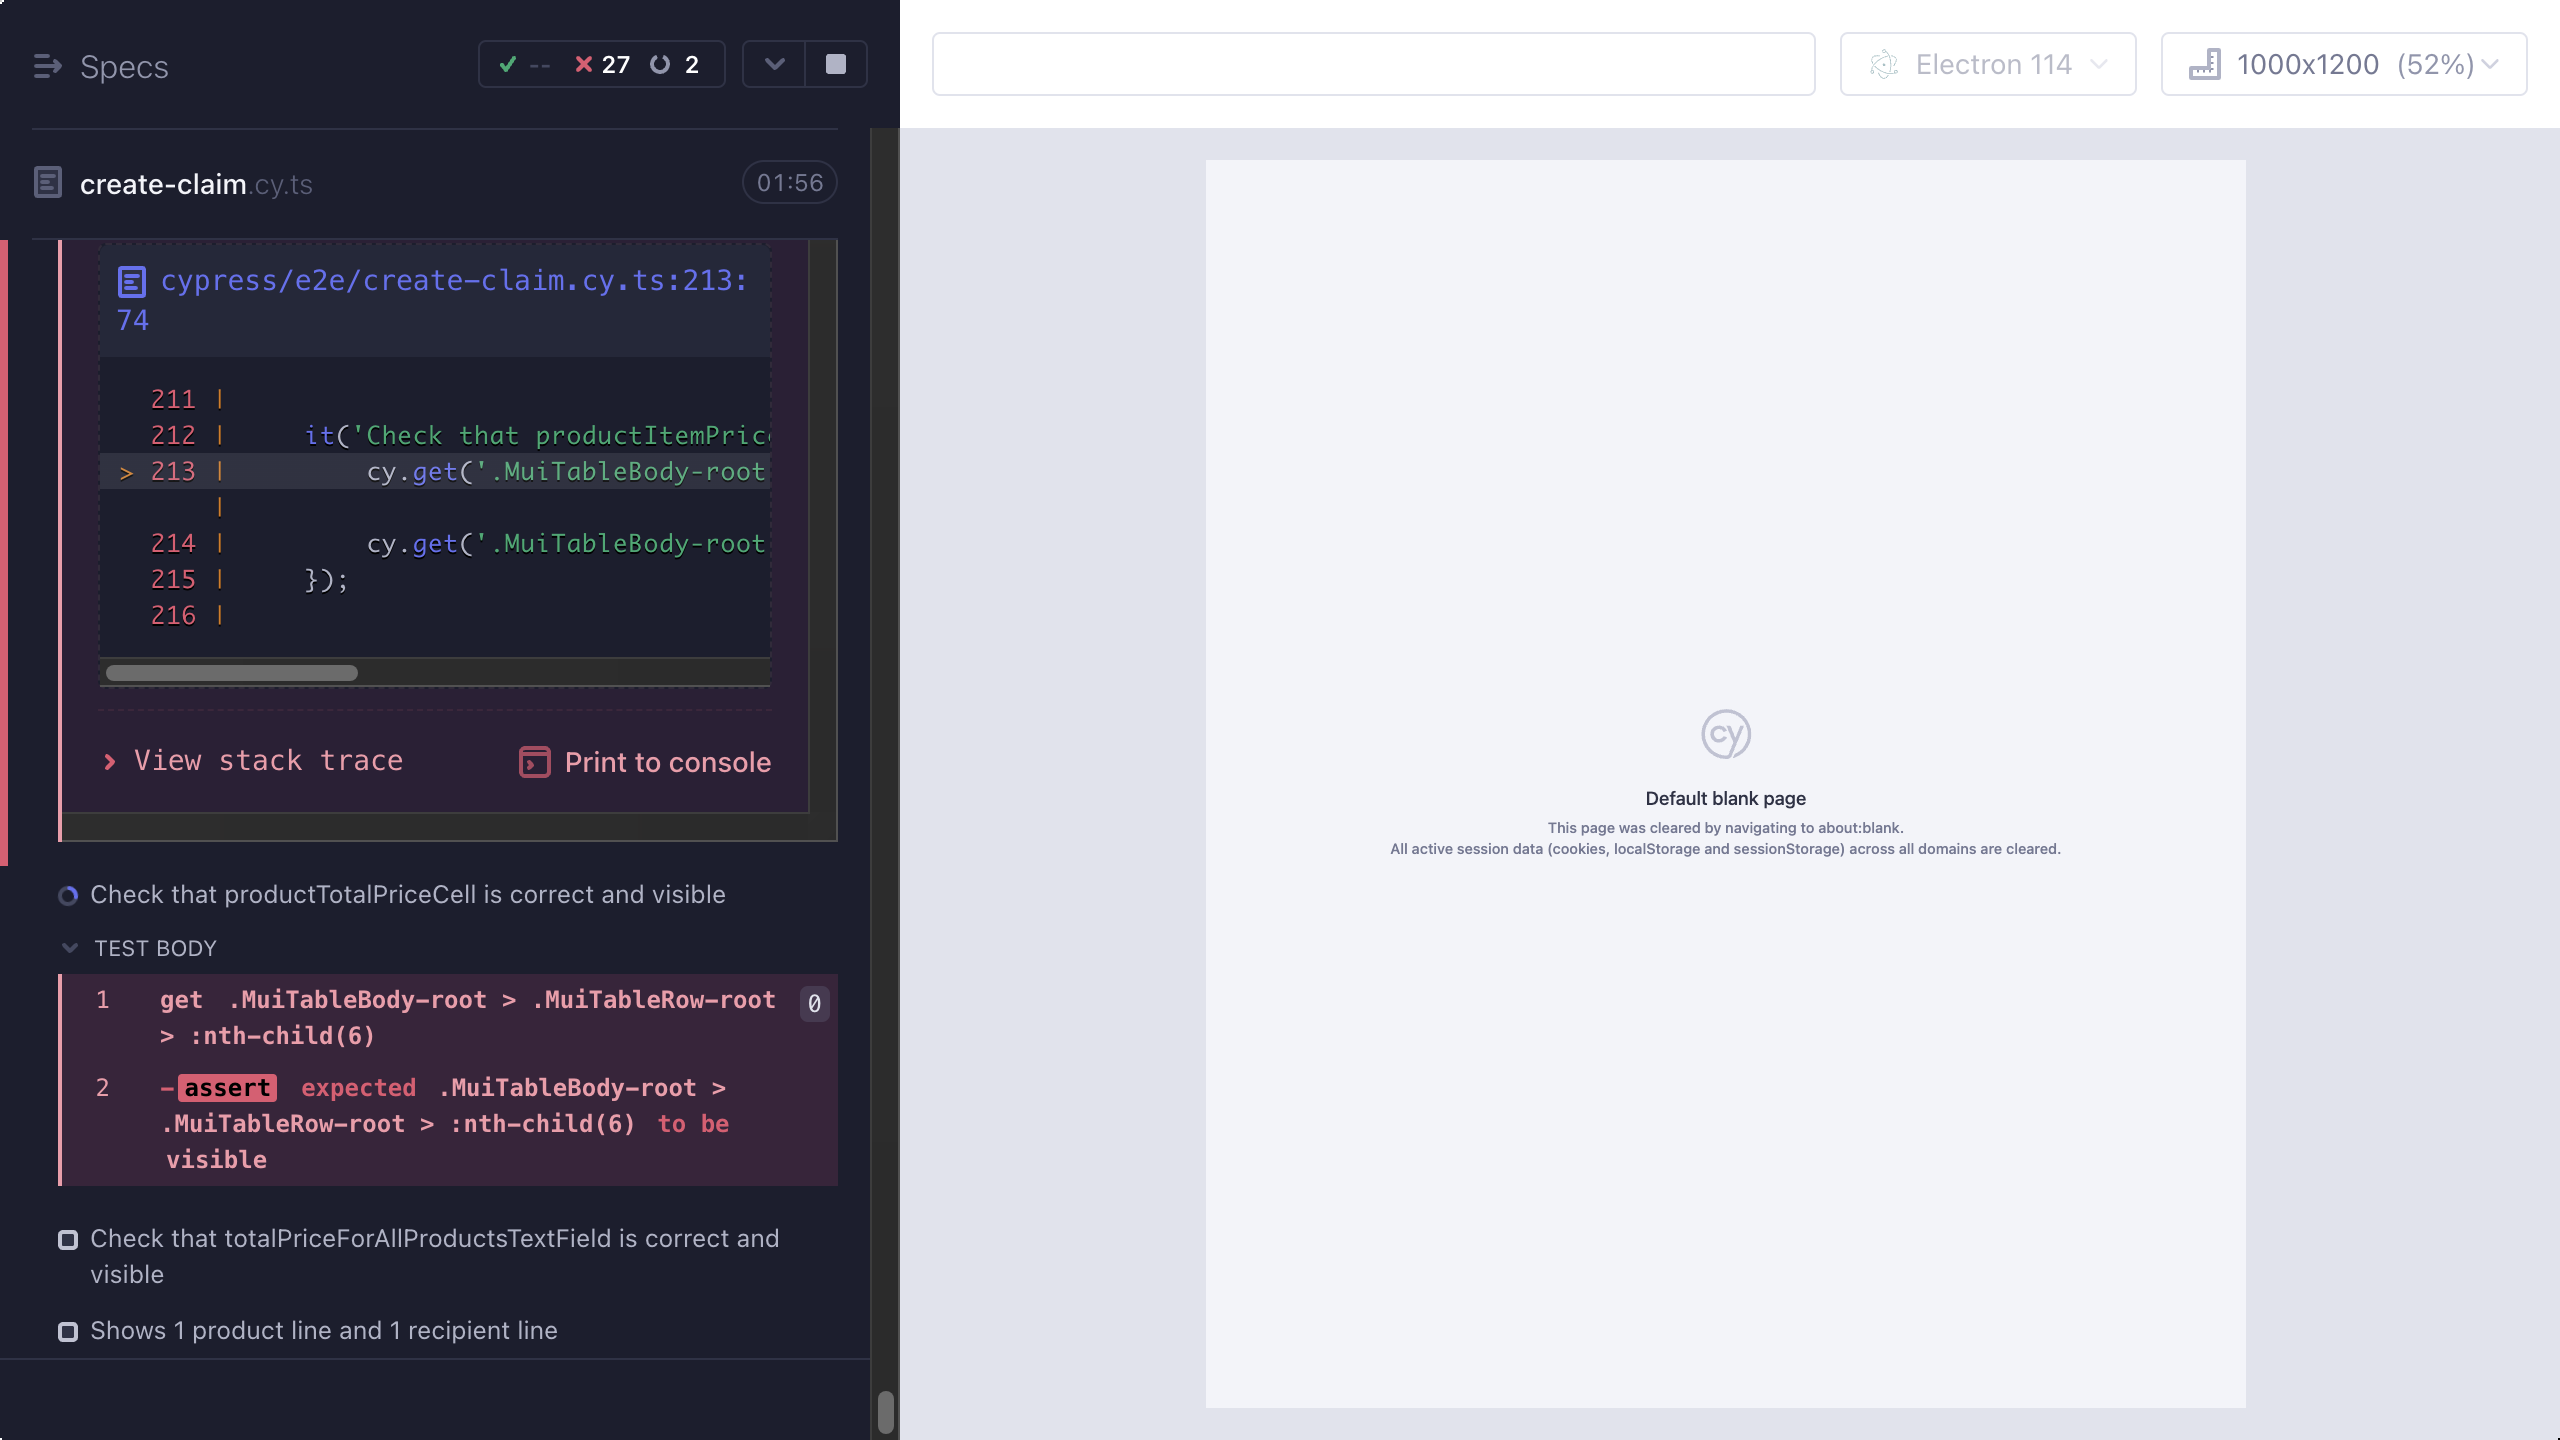 Specs
-- 27 2
create-claim.cy.ts 01:56
cypress/e2e/create-claim.cy.ts:213:
74
211 |
212 | it('Check that productItemPric
> 213 | cy.get('.MuiTableBody-root
|
214 | cy.get('.MuiTableBody-root
215 | });
216 |
View stack trace
Print to console
Check that productTotalPriceCell is correct and visible
TEST BODY
1 get .MuiTableBody-root > .MuiTableRow-root 0
> :nth-child(6)
2 -assert expected .MuiTableBody-root >
.MuiTableRow-root > :nth-child(6) to be
visible
Check that totalPriceForAllProductsTextField is correct and
visible
Shows 1 product line and 1 recipient line
Electron 114
1000x1200 (52%)
cy
Default blank page
This page was cleared by navigating to about:blank.
All active session data (cookies, localStorage and sessionStorage) across all domains are cleared.